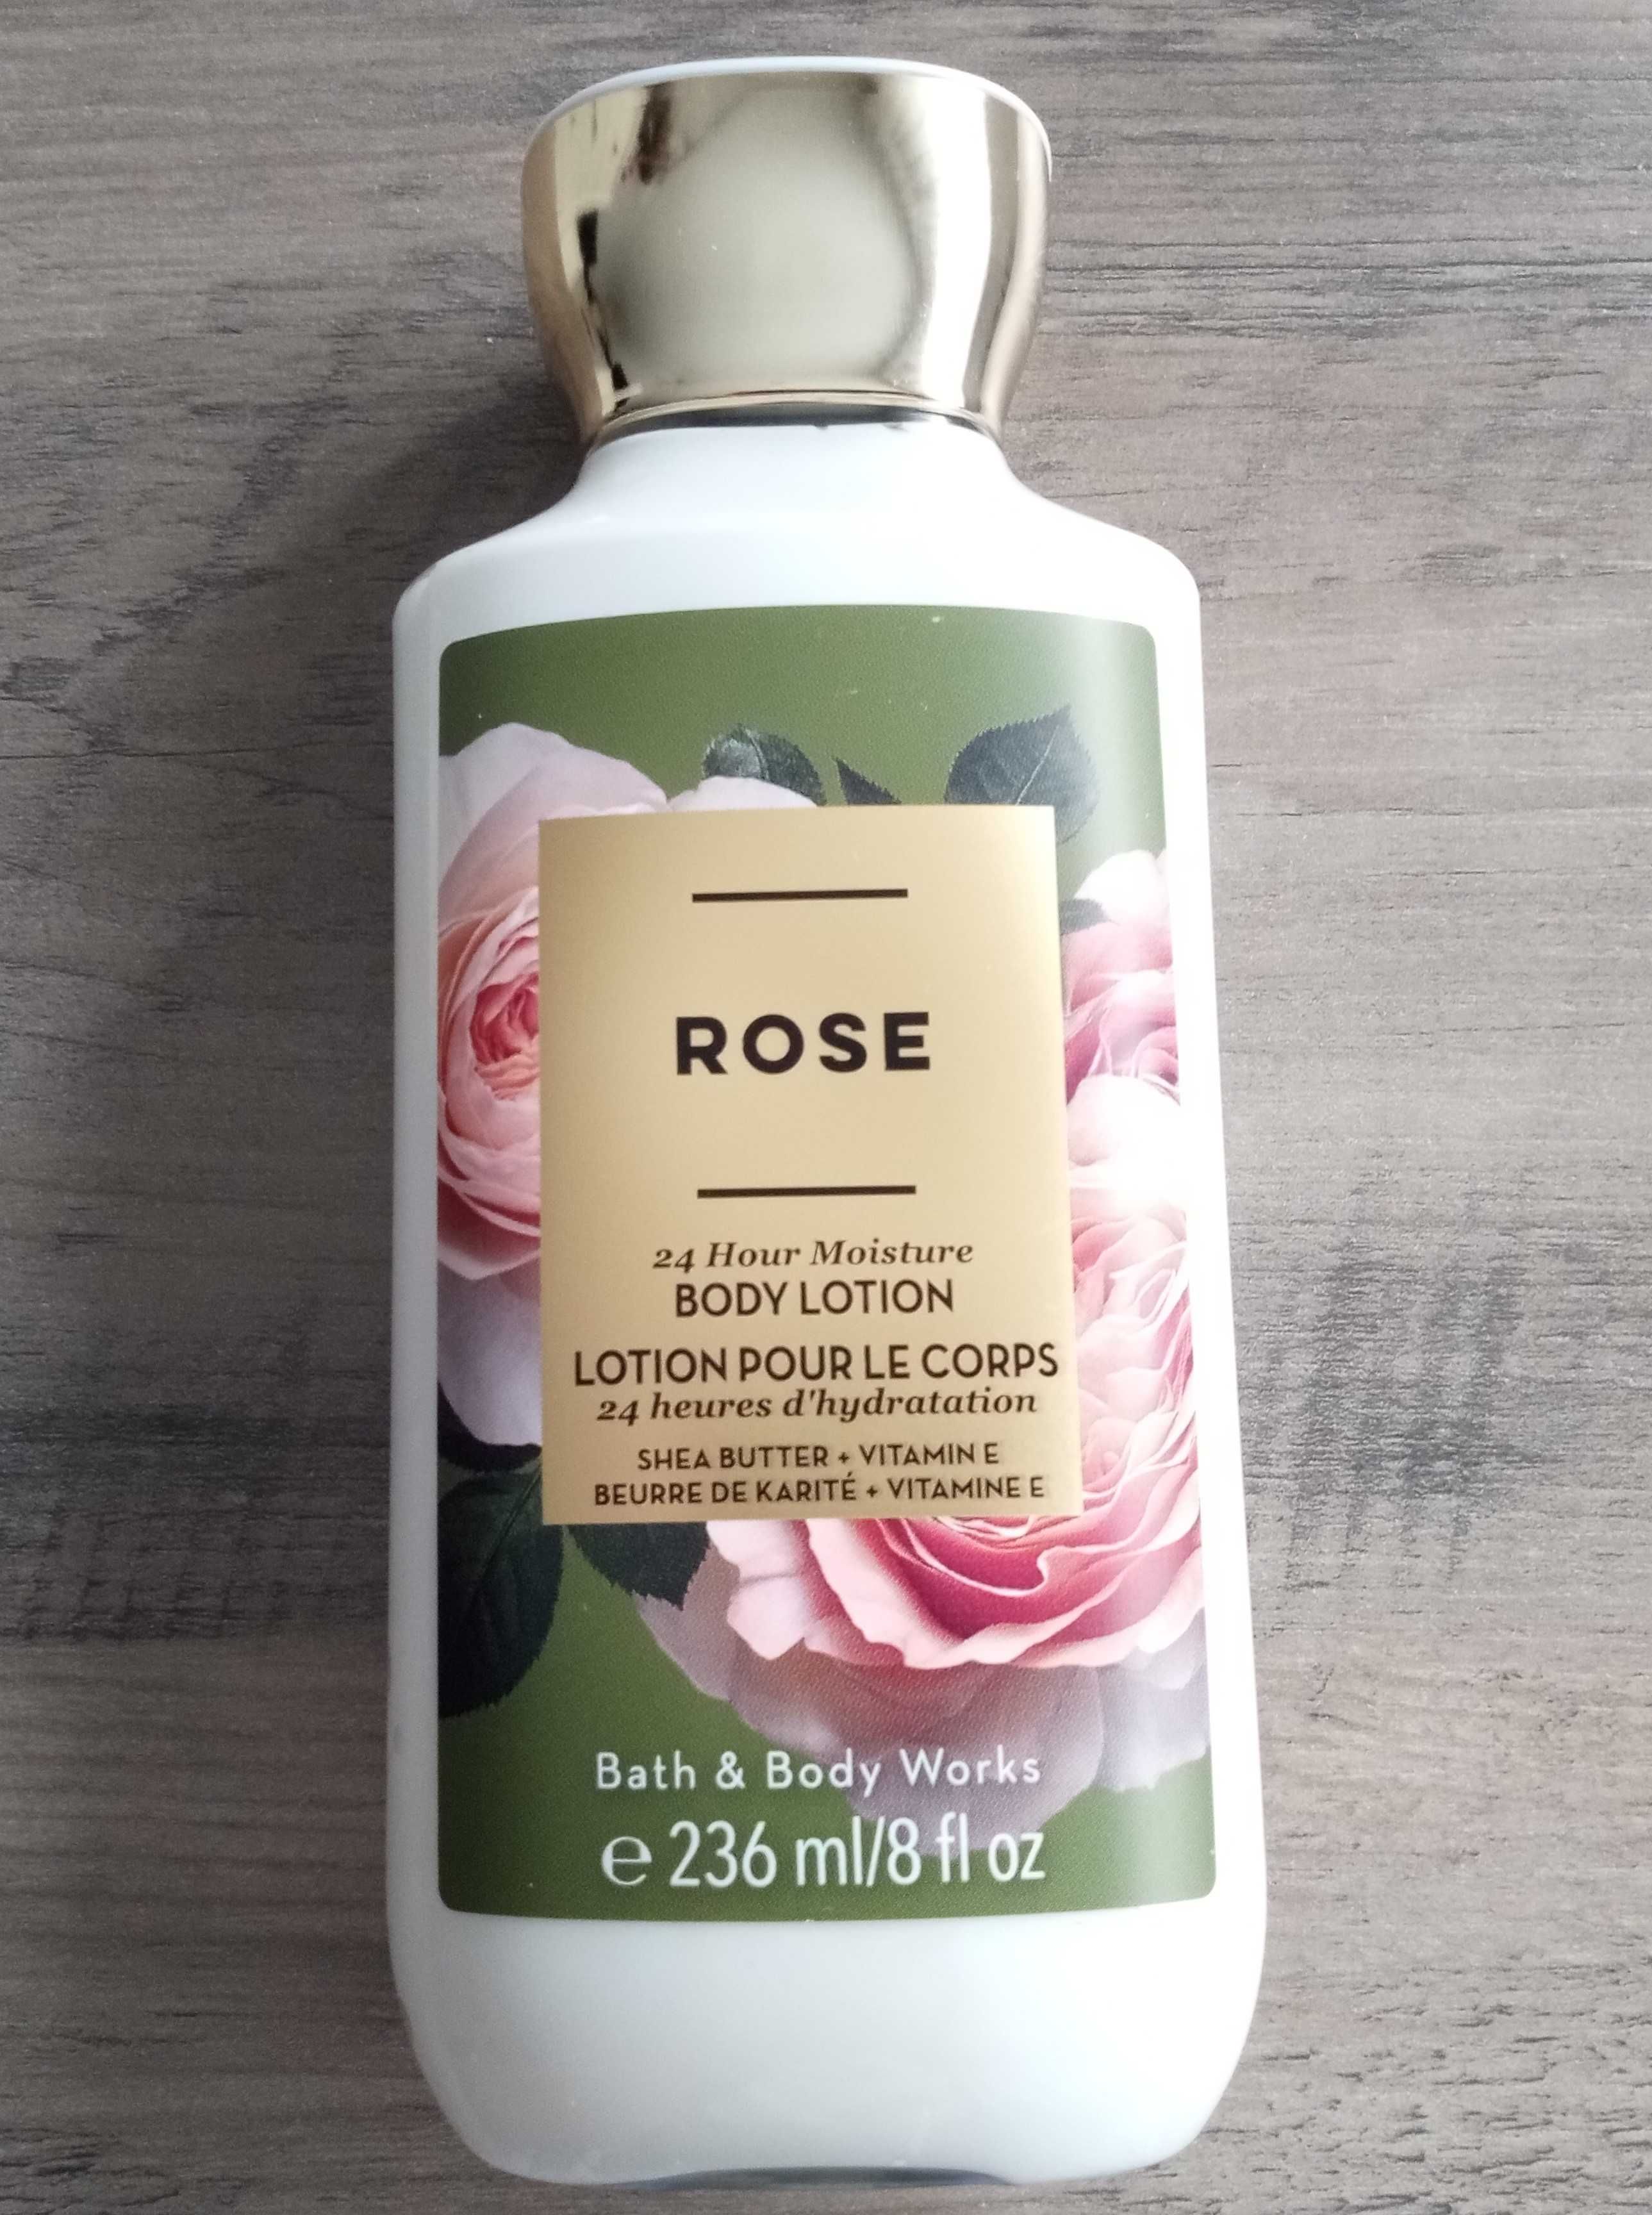 ROSE
24 Hour Moisture
BODY LOTION
LOTION POUR LE CORPS
24 heures d'hydratation
SHEA BUTTER + VITAMIN E
BEURRE DE KARITÉ + VITAMINE E
Bath & Body Works
℮ 236 ml/8 fl oz